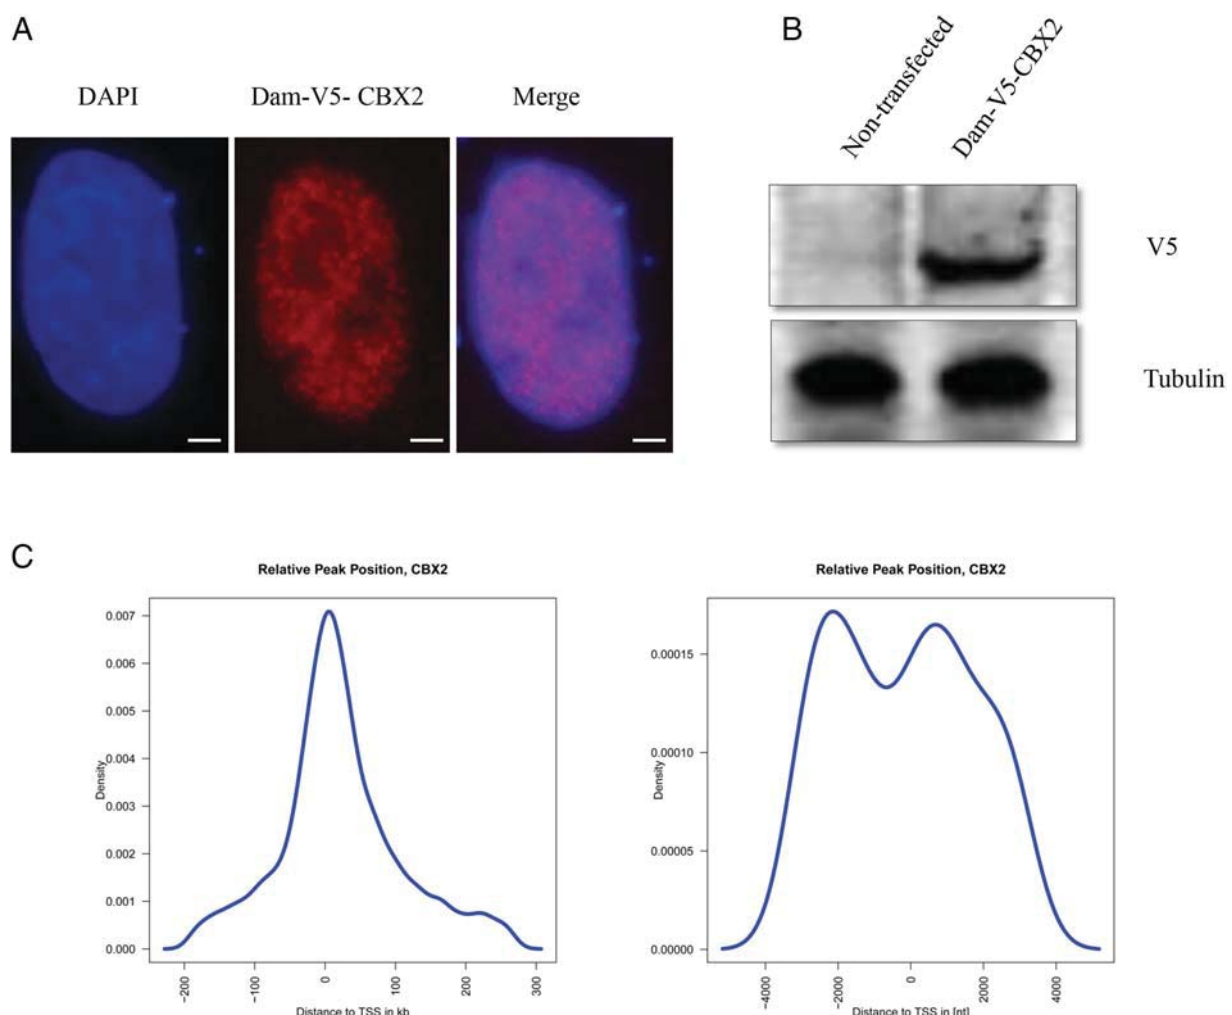 A
B
DAPI
Dam-V5- CBX2
Merge
Non-transfected
Dam-V5-CBX2
V5
Tubulin
C
Relative Peak Position, CBX2
Density
0.007
0.006
0.005
0.004
0.003
0.002
0.001
0.000
-200
-100
0
100
200
300
Distance to TSS in kb
Relative Peak Position, CBX2
Density
0.00015
0.00010
0.00005
0.00000
-4000
-2000
0
2000
4000
Distance to TSS in [nt]